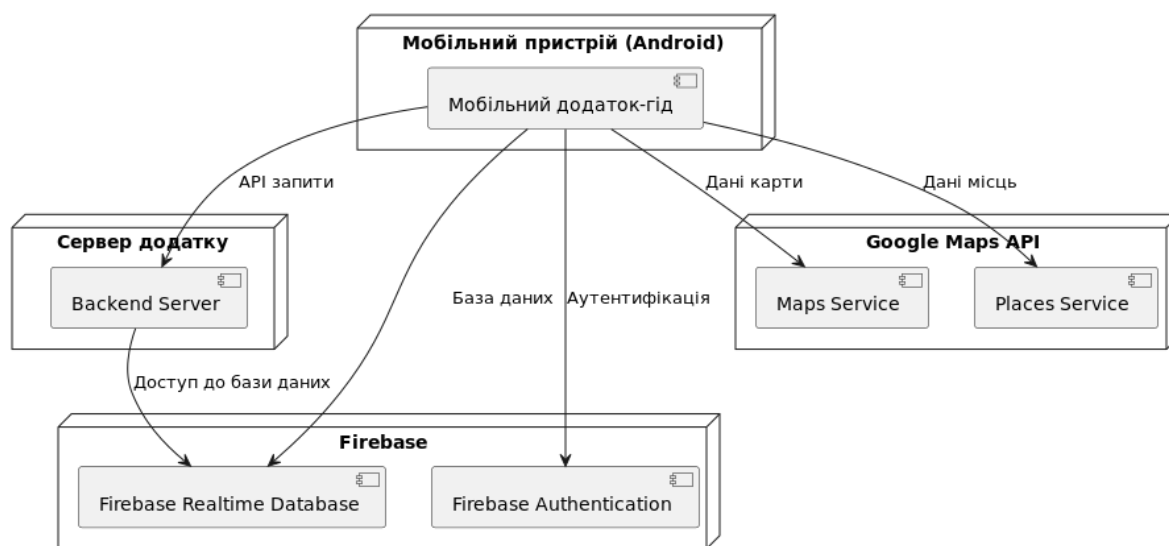 Мобільний пристрій (Android)
Мобільний додаток-гід
API запити
Дані карти
Дані місць
Сервер додатку
Backend Server
Google Maps API
Maps Service
Places Service
База даних
Аутентифікація
Доступ до бази даних
Firebase
Firebase Realtime Database
Firebase Authentication